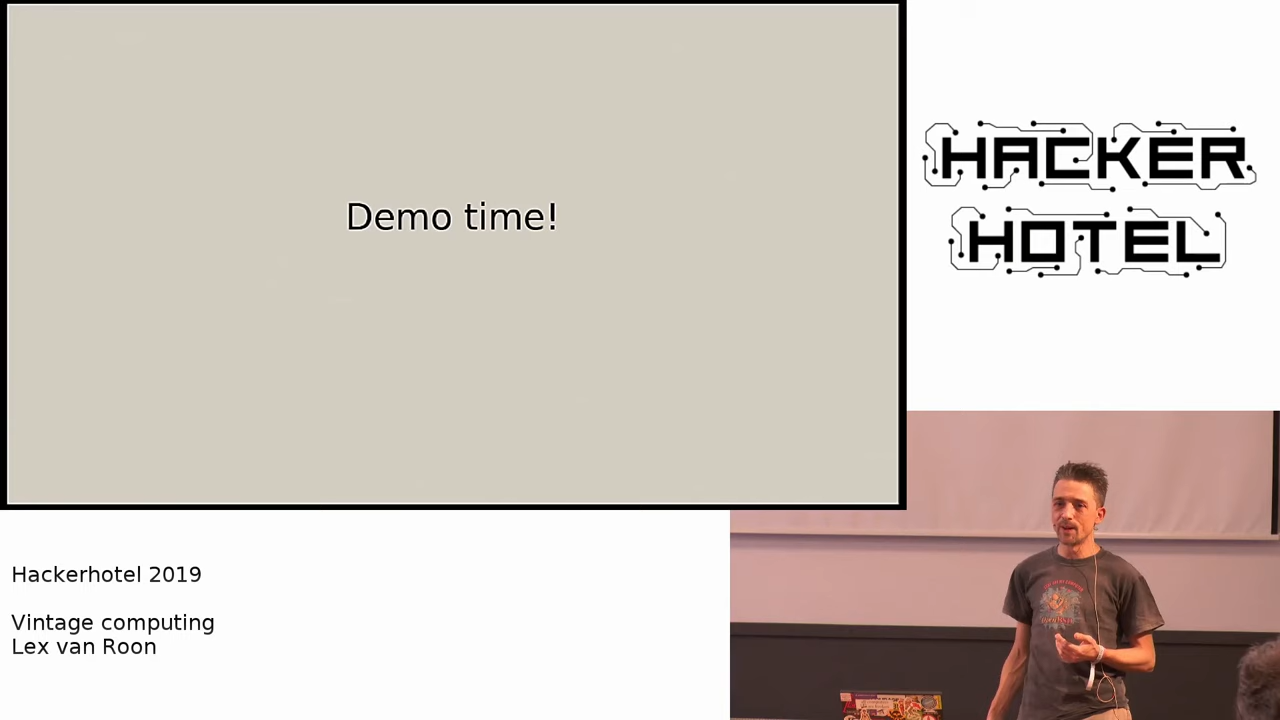 Demo time!
HACKER
HOTEL
Hackerhotel 2019
Vintage computing
Lex van Roon